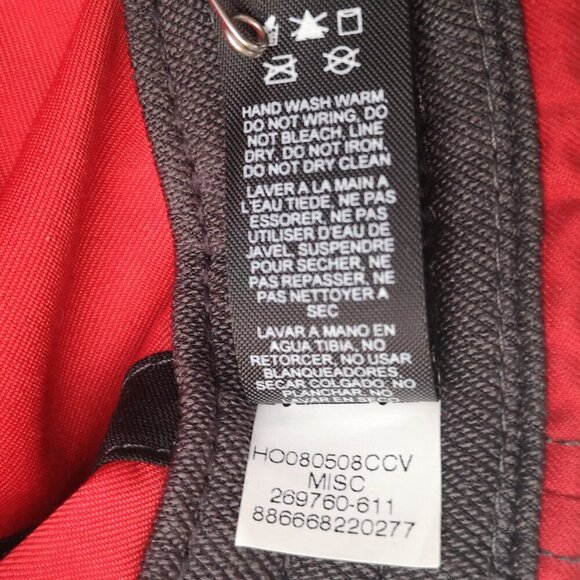 HAND WASH WARM
DO NOT WRING, DO
NOT BLEACH. LINE
DRY. DO NOT IRON,
DO NOT DRY CLEAN
LAVER A LA MAIN A
L'EAU TIEDE, NE PAS
ESSORER, NE PAS
UTILISER D'EAU DE
JAVEL, SUSPENDRE
POUR SECHER, NE
PAS REPASSER, NE
PAS NETTOYER A
SEC
LAVAR A MANO EN
AGUA TIBIA. NO
RETORCER. NO USAR
BLANQUEADORES.
SECAR COLGADO. NO
PLANCHAR. NO
HO080508CCV
MISC
269760-611
886668220277